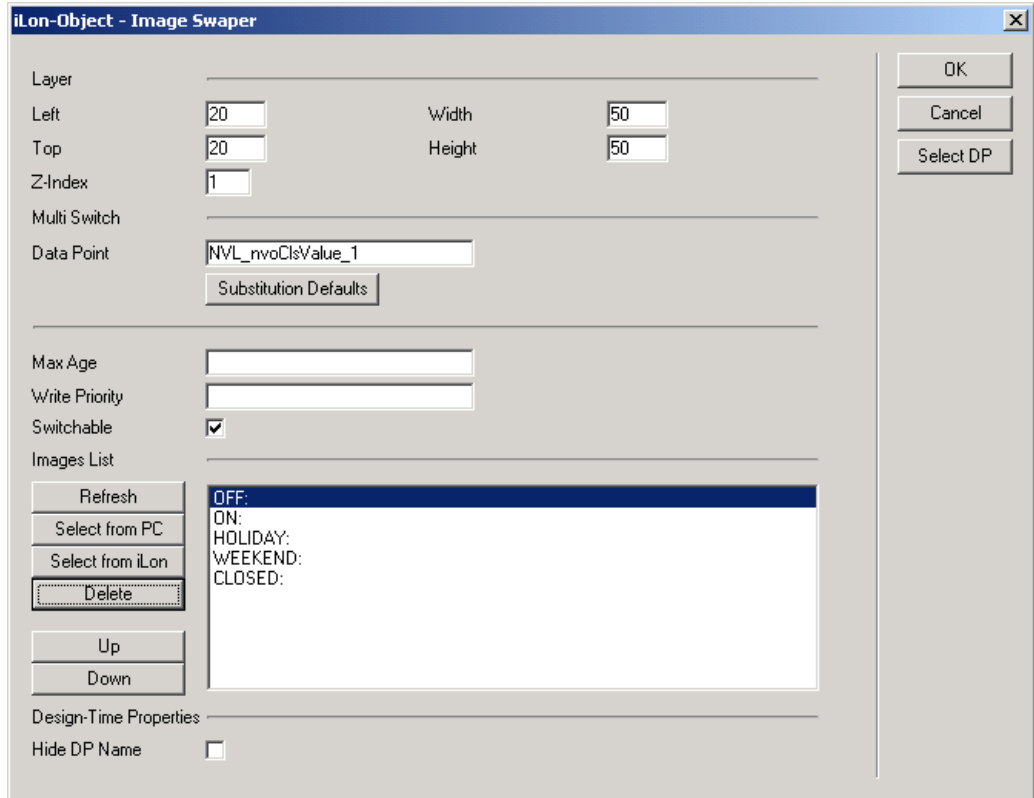 iLon-Object - Image Swaper
OK
Layer
Left 20 Width 50
Cancel
Top 20 Height 50
Select DP
Z-Index 1
Multi Switch
Data Point NVL_nvoClsValue_1
Substitution Defaults
Max Age
Write Priority
Switchable
Images List
Refresh
Select from PC
Select from iLon
Delete
Up
Down
OFF:
ON:
HOLIDAY:
WEEKEND:
CLOSED:
Design-Time Properties
Hide DP Name